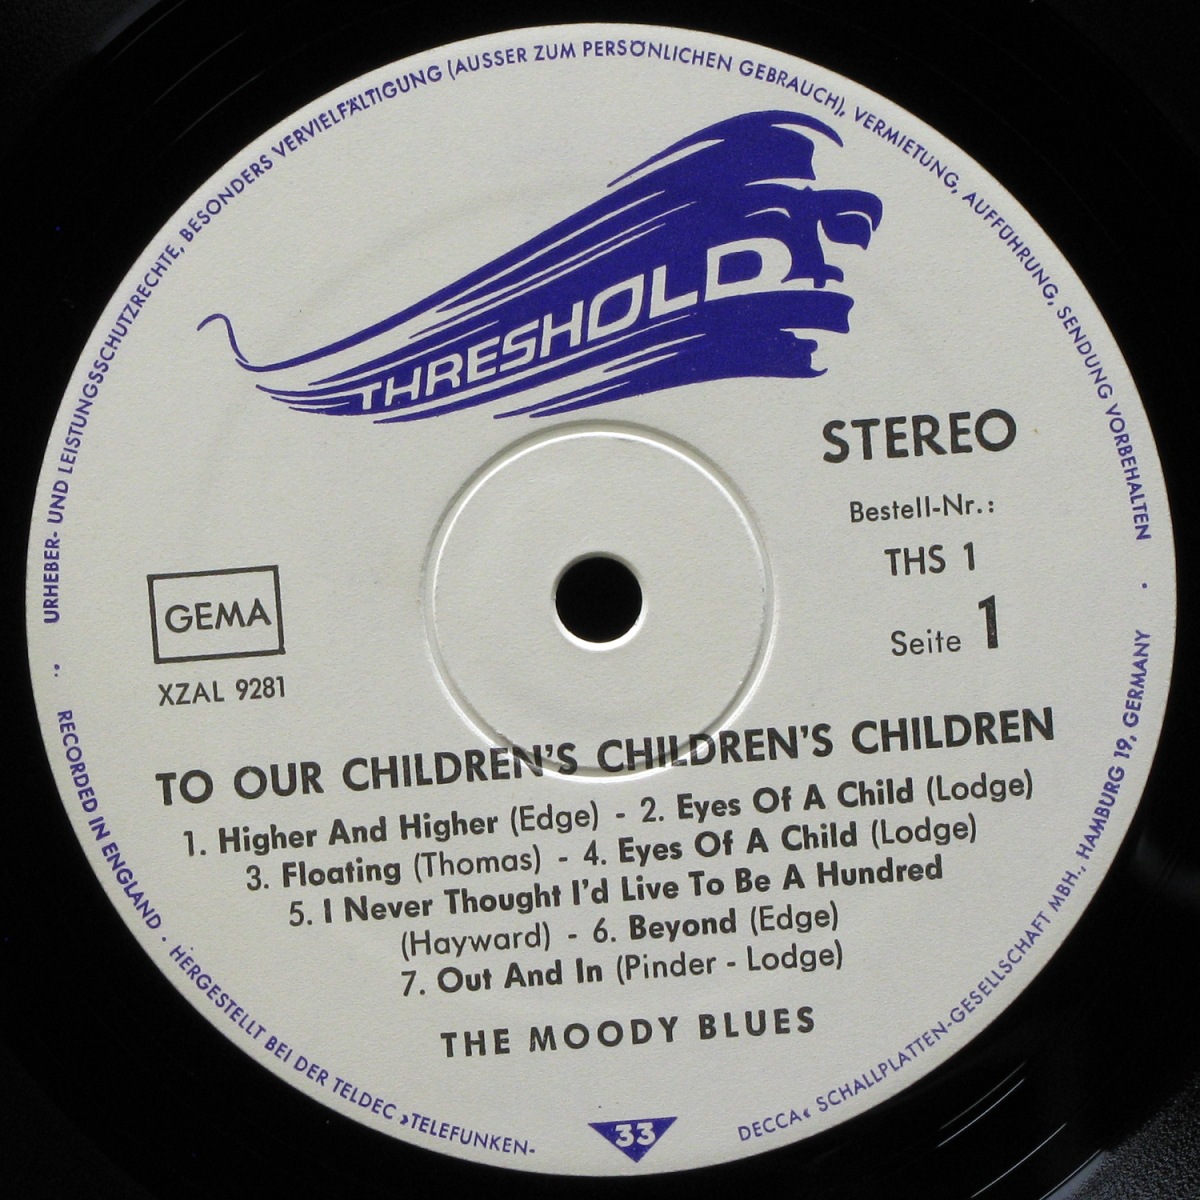 URHEBER- UND LEISTUNGSSCHUTZRECHTE, BESONDERS VERVIELFÄLTIGUNG (AUSSER ZUM PERSÖNLICHEN GEBRAUCH), VERMIETUNG, AUFFÜHRUNG, SENDUNG VORBEHALTEN
THRESHOLD
STEREO
Bestell-Nr.:
THS 1
Seite 1
GEMA
XZAL 9281
TO OUR CHILDREN'S CHILDREN'S CHILDREN
1. Higher And Higher (Edge) - 2. Eyes Of A Child (Lodge)
3. Floating (Thomas) - 4. Eyes Of A Child (Lodge)
5. I Never Thought I'd Live To Be A Hundred
(Hayward) - 6. Beyond (Edge)
7. Out And In (Pinder - Lodge)
THE MOODY BLUES
33
RECORDED IN ENGLAND · HERGESTELLT BEI DER TELDEC »TELEFUNKEN-DECCA« SCHALLPLATTEN-GESELLSCHAFT MBH., HAMBURG 19, GERMANY